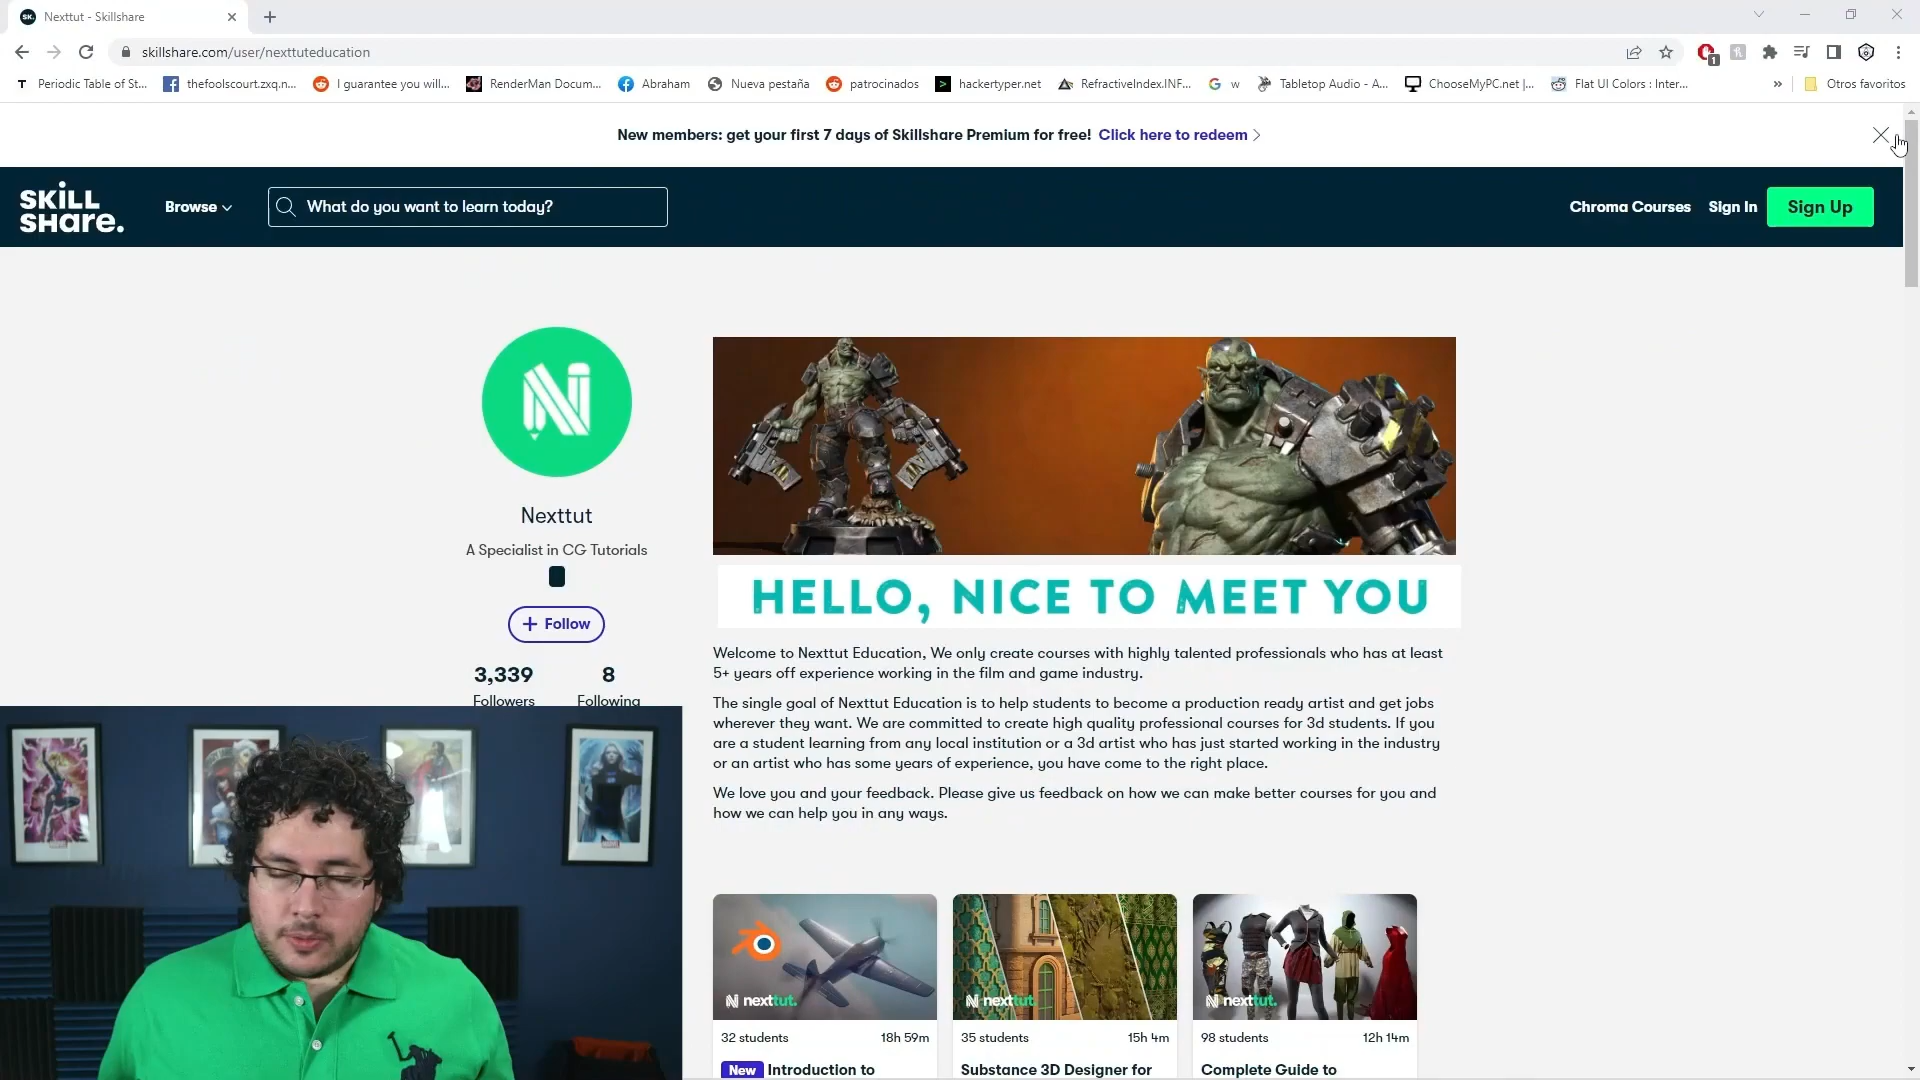 SK. Nexttut - Skillshare
skillshare.com/user/nexttuteducation
1
T Periodic Table of St... thefoolscourt.zxq.n... I guarantee you will... RenderMan Docum... Abraham Nueva pestaña patrocinados hackertyper.net RefractiveIndex.INF... w Tabletop Audio - A... ChooseMyPC.net |... Flat UI Colors : Inter... » Otros favoritos
New members: get your first 7 days of Skillshare Premium for free! Click here to redeem
SKILL
SHare.
Browse
What do you want to learn today?
Chroma Courses Sign In Sign Up
N
Nexttut
A Specialist in CG Tutorials
+ Follow
3,339 8
Followers Following
HELLO, NICE TO MEET YOU
Welcome to Nexttut Education, We only create courses with highly talented professionals who has at least
5+ years off experience working in the film and game industry.
The single goal of Nexttut Education is to help students to become a production ready artist and get jobs
wherever they want. We are committed to create high quality professional courses for 3d students. If you
are a student learning from any local institution or a 3d artist who has just started working in the industry
or an artist who has some years of experience, you have come to the right place.
We love you and your feedback. Please give us feedback on how we can make better courses for you and
how we can help you in any ways.
N nexttut. N nexttut. N nexttut.
32 students 18h 59m 35 students 15h 4m 98 students 12h 14m
New Introduction to Substance 3D Designer for Complete Guide to